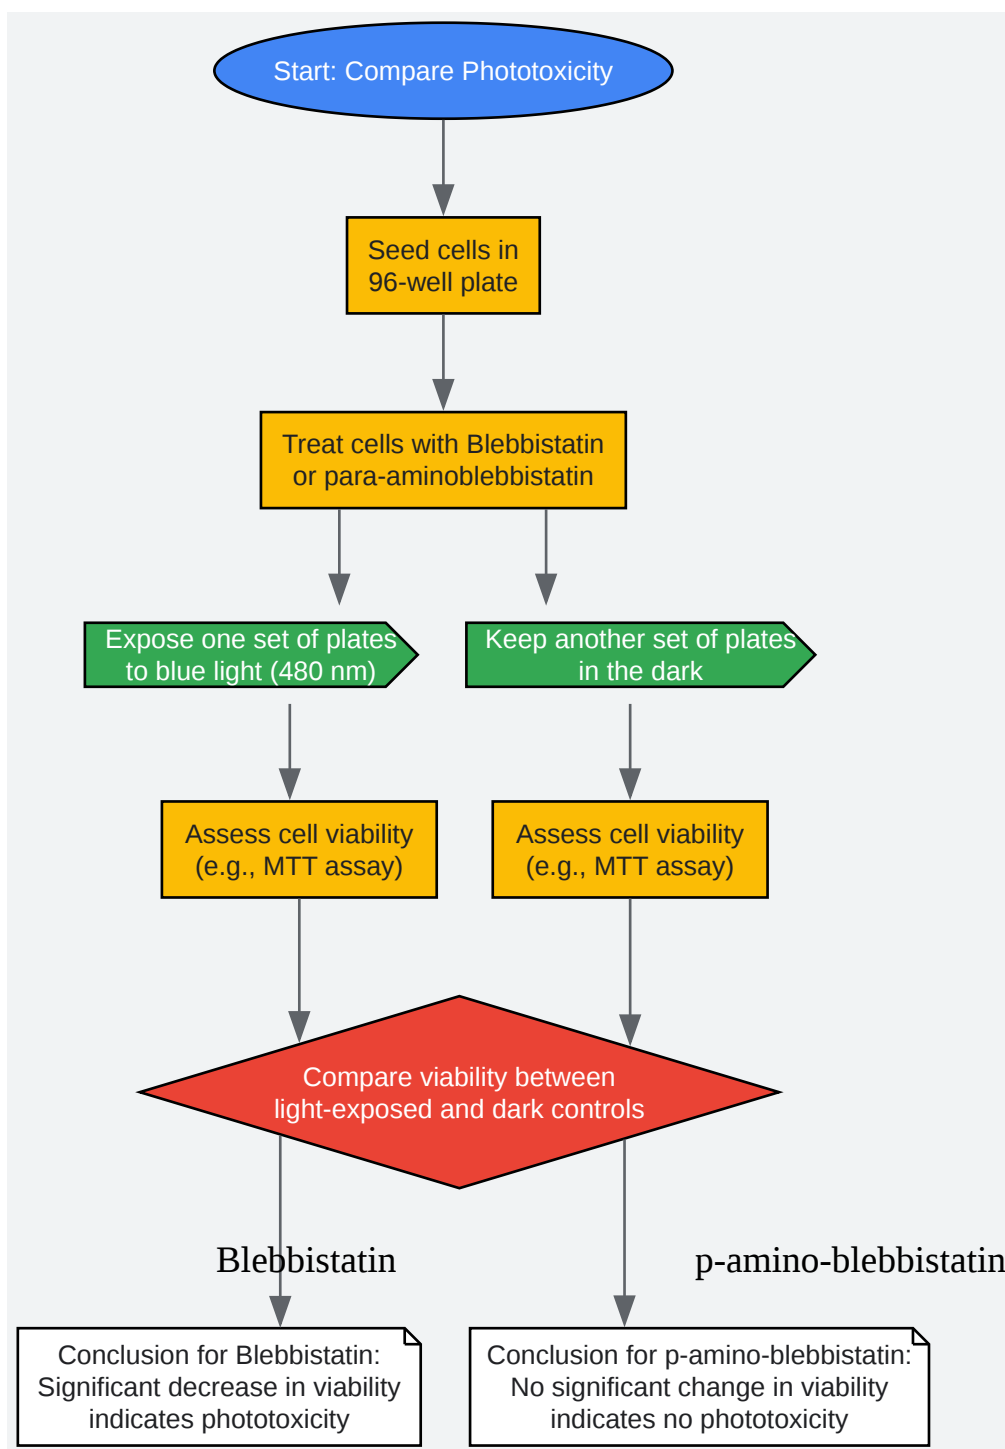 Start: Compare Phototoxicity
Seed cells in
96-well plate
Treat cells with Blebbistatin
or para-aminoblebbistatin
Expose one set of plates
to blue light (480 nm)
Keep another set of plates
in the dark
Assess cell viability
(e.g., MTT assay)
Assess cell viability
(e.g., MTT assay)
Compare viability between
light-exposed and dark controls
Blebbistatin
p-amino-blebbistatin
Conclusion for Blebbistatin:
Significant decrease in viability
indicates phototoxicity
Conclusion for p-amino-blebbistatin:
No significant change in viability
indicates no phototoxicity